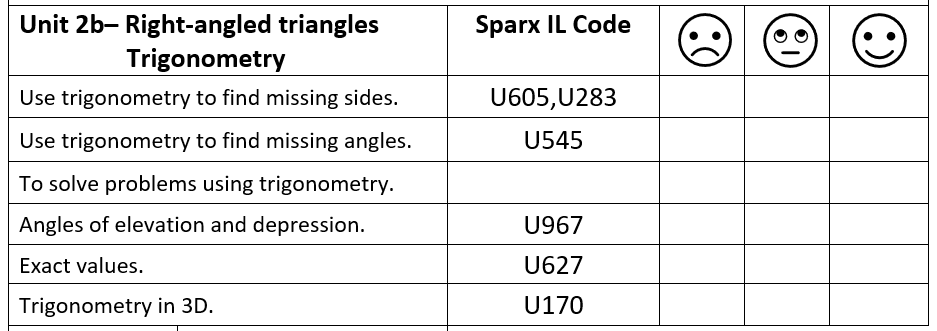 Unit 2b– Right-angled triangles Sparx IL Code
Trigonometry
Use trigonometry to find missing sides. U605,U283
Use trigonometry to find missing angles. U545
To solve problems using trigonometry.
Angles of elevation and depression. U967
Exact values. U627
Trigonometry in 3D. U170